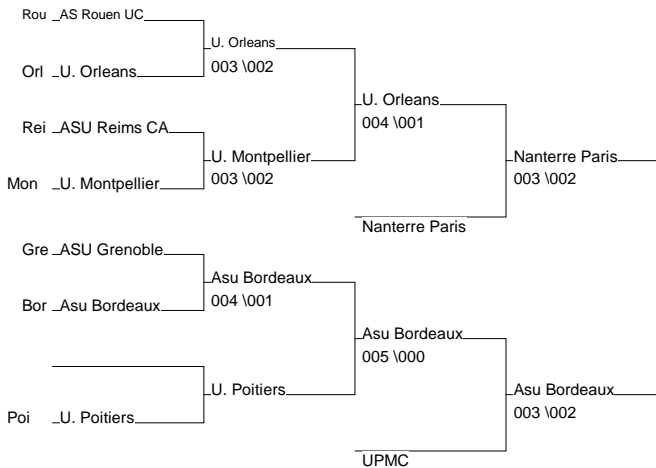 Rou AS Rouen UC
U. Orleans
003 \002
Orl U. Orleans
U. Orleans
004 \001
Rei ASU Reims CA
U. Montpellier
003 \002
Mon U. Montpellier
Nanterre Paris
003 \002
Nanterre Paris
Gre ASU Grenoble
Asu Bordeaux
004 \001
Bor Asu Bordeaux
Asu Bordeaux
005 \000
U. Poitiers
Poi U. Poitiers
Asu Bordeaux
003 \002
UPMC